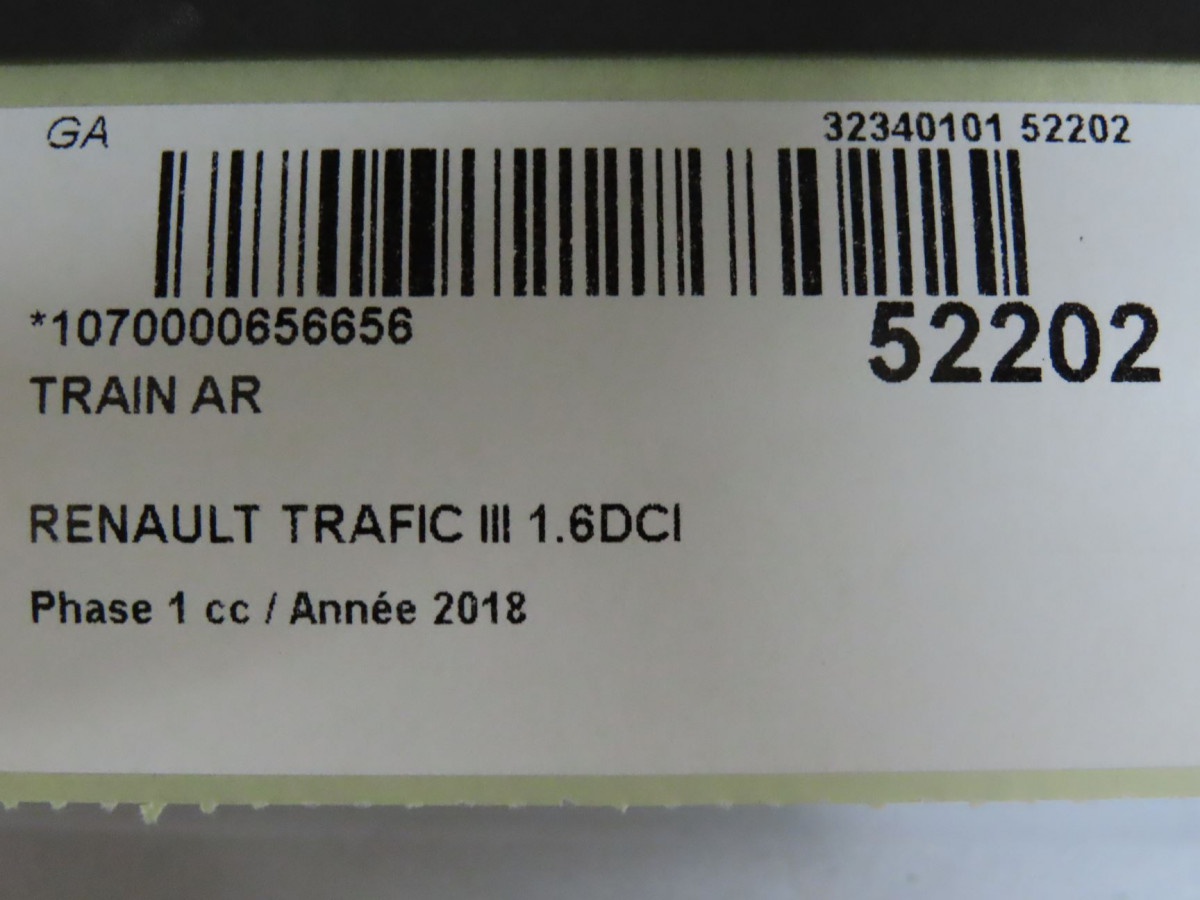 GA
32340101 52202
*1070000656656
52202
TRAIN AR
RENAULT TRAFIC III 1.6DCI
Phase 1 cc / Année 2018